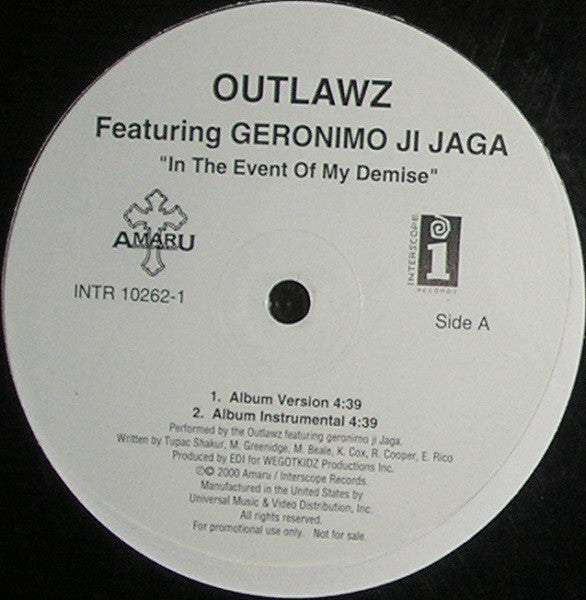 OUTLAWZ
Featuring GERONIMO JI JAGA
"In The Event Of My Demise"
AMARU
INTERSCOPE
i
RECORDS
INTR 10262-1
Side A
1. Album Version 4:39
2. Album Instrumental 4:39
Performed by the Outlawz featuring geronimo ji Jaga.
Written by Tupac Shakur, M. Greenidge, M. Beale, K. Cox, R. Cooper, E. Rico
Produced by EDI for WEGOTKIDZ Productions Inc.
℗© 2000 Amaru / Interscope Records.
Manufactured in the United States by
Universal Music & Video Distribution, Inc.
All rights reserved.
For promotional use only. Not for sale.